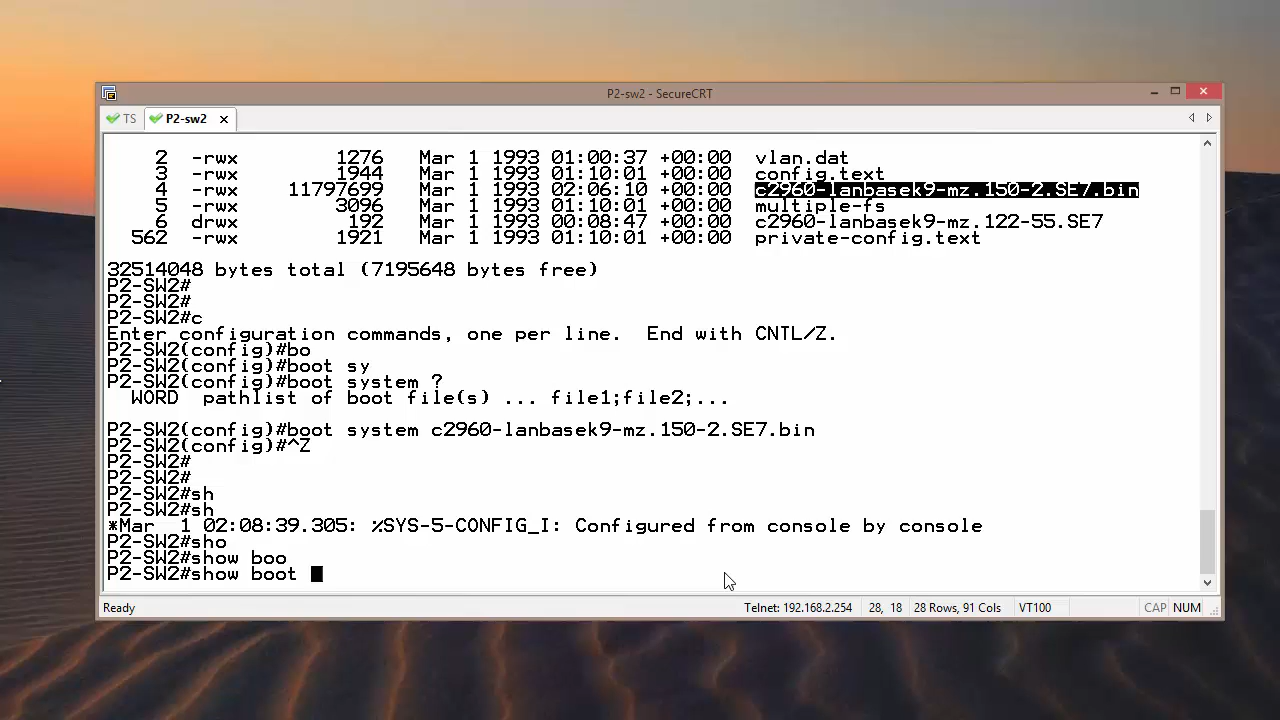 P2-sw2 - SecureCRT
TS P2-sw2
2 -rwx 1276 Mar 1 1993 01:00:37 +00:00 vlan.dat
3 -rwx 1944 Mar 1 1993 01:10:01 +00:00 config.text
4 -rwx 11797699 Mar 1 1993 02:06:10 +00:00 c2960-lanbasek9-mz.150-2.SE7.bin
5 -rwx 3096 Mar 1 1993 01:10:01 +00:00 multiple-fs
6 drwx 192 Mar 1 1993 00:08:47 +00:00 c2960-lanbasek9-mz.122-55.SE7
562 -rwx 1921 Mar 1 1993 01:10:01 +00:00 private-config.text
32514048 bytes total (7195648 bytes free)
P2-SW2#
P2-SW2#
P2-SW2#c
Enter configuration commands, one per line. End with CNTL/Z.
P2-SW2(config)#bo
P2-SW2(config)#boot sy
P2-SW2(config)#boot system ?
WORD pathlist of boot file(s) ... file1;file2;...
P2-SW2(config)#boot system c2960-lanbasek9-mz.150-2.SE7.bin
P2-SW2(config)#^Z
P2-SW2#
P2-SW2#
P2-SW2#sh
P2-SW2#sh
*Mar 1 02:08:39.305: %SYS-5-CONFIG_I: Configured from console by console
P2-SW2#sho
P2-SW2#show boo
P2-SW2#show boot
Ready Telnet: 192.168.2.254 28, 18 28 Rows, 91 Cols VT100 CAP NUM